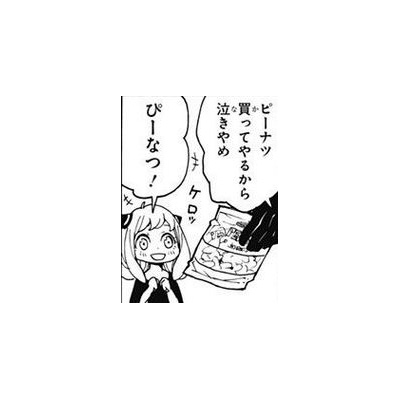 ピーナツ
買ってやるから
泣きやめ
ぴーなつ！
ケロッ